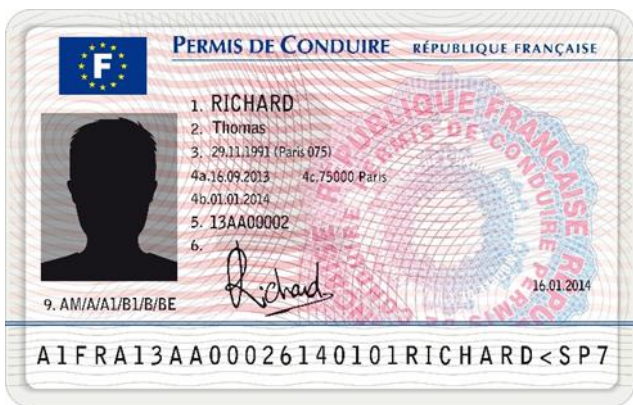 F
PERMIS DE CONDUIRE RÉPUBLIQUE FRANÇAISE
1. RICHARD
2. Thomas
3. 29.11.1991 (Paris 075)
4a.16.09.2013 4c.75000 Paris
4b.01.01.2014
5. 13AA00002
6.
Richard
16.01.2014
9. AM/A/A1/B1/B/BE
A1FRA13AA00026140101RICHARD<SP7